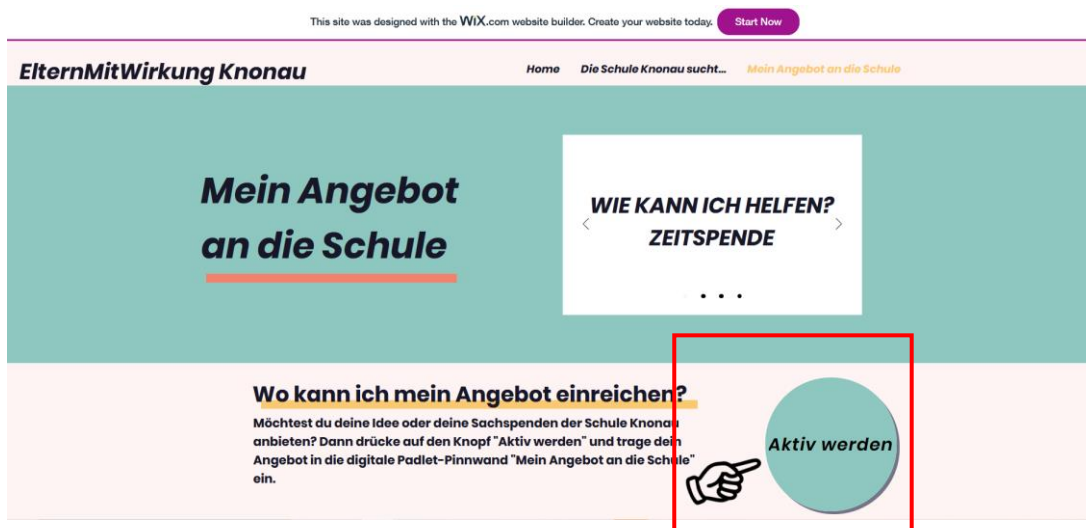 This site was designed with the WiX.com website builder. Create your website today. Start Now
ElternMitWirkung Knonau
Home Die Schule Knonau sucht... Mein Angebot an die Schule
Mein Angebot
an die Schule
WIE KANN ICH HELFEN?
ZEITSPENDE
Wo kann ich mein Angebot einreichen?
Möchtest du deine Idee oder deine Sachspenden der Schule Knonau
anbieten? Dann drücke auf den Knopf "Aktiv werden" und trage dein
Angebot in die digitale Padlet-Pinnwand "Mein Angebot an die Schule"
ein.
Aktiv werden